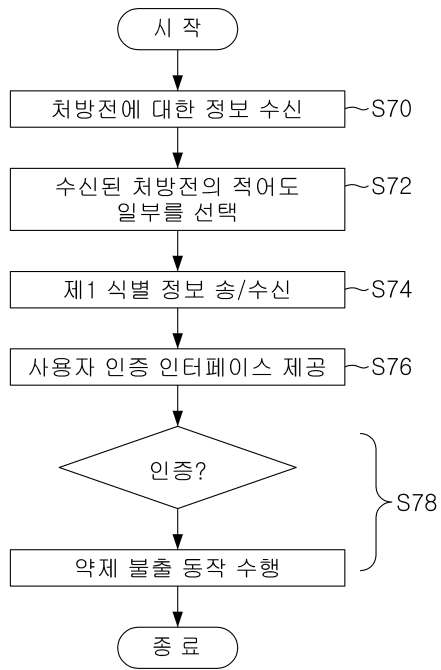 시 작
처방전에 대한 정보 수신
S70
수신된 처방전의 적어도
일부를 선택
S72
제1 식별 정보 송/수신
S74
사용자 인증 인터페이스 제공
S76
인증?
S78
약제 불출 동작 수행
종 료